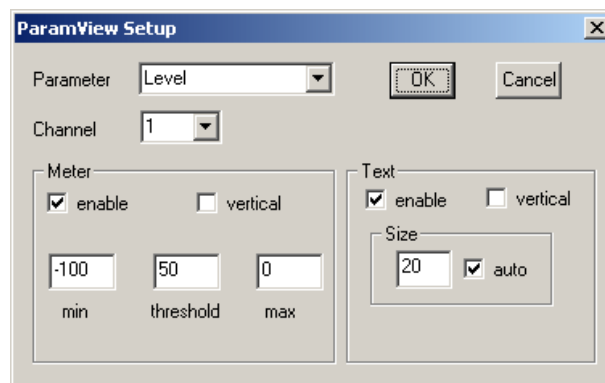 ParamView Setup
Parameter Level OK Cancel
Channel 1
Meter Text
enable vertical enable vertical
Size
-100 50 0 20 auto
min threshold max